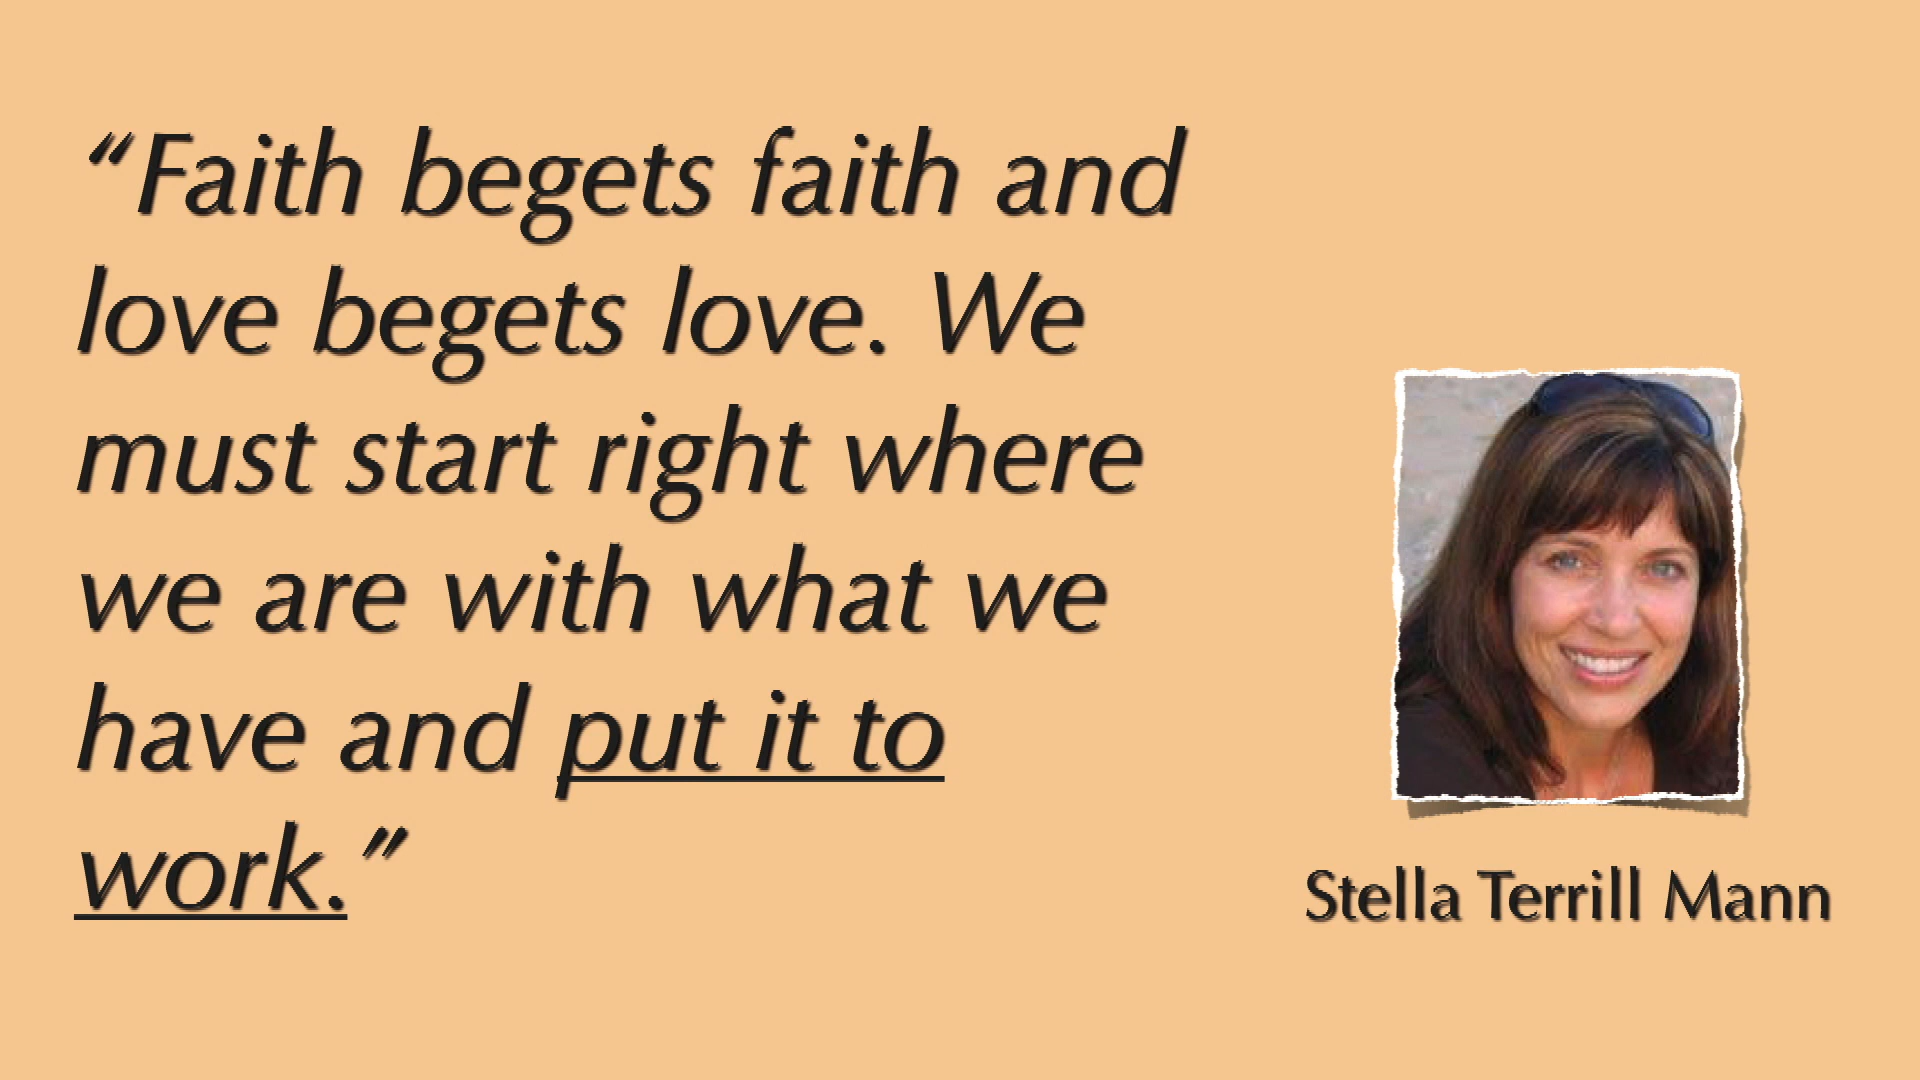 “Faith begets faith and
love begets love. We
must start right where
we are with what we
have and put it to
work.”
Stella Terrill Mann